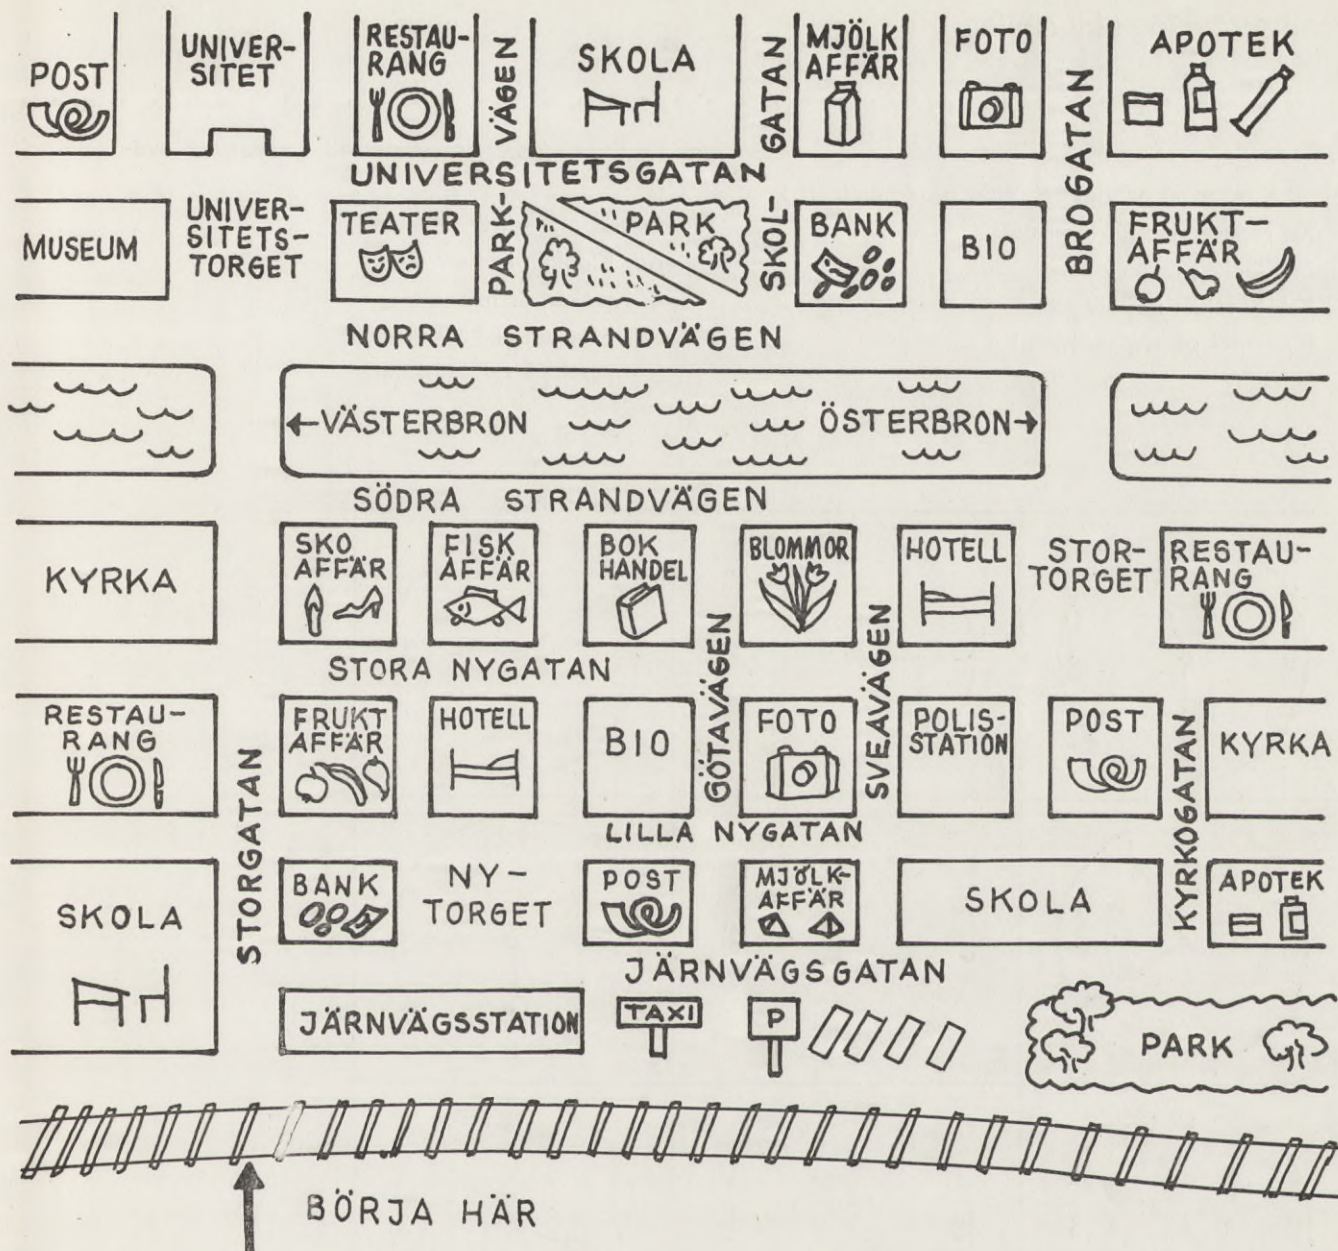 POST
UNIVER-
SITET
RESTAU-
RANG
PARK-VÄGEN
SKOLA
SKOL-GATAN
MJÖLK
AFFÄR
FOTO
BROGATAN
APOTEK
UNIVERSITETSGATAN
MUSEUM
UNIVER-
SITETS-
TORGET
TEATER
PARK
BANK
BIO
FRUKT-
AFFÄR
NORRA STRANDVÄGEN
←VÄSTERBRON
ÖSTERBRON→
SÖDRA STRANDVÄGEN
KYRKA
SKO
AFFÄR
FISK
AFFÄR
BOK
HANDEL
BLOMMOR
HOTELL
STOR-
TORGET
RESTAU-
RANG
STORA NYGATAN
GÖTAVÄGEN
SVEAVÄGEN
RESTAU-
RANG
STORGATAN
FRUKT
AFFÄR
HOTELL
BIO
FOTO
POLIS-
STATION
POST
KYRKOGATAN
KYRKA
LILLA NYGATAN
SKOLA
BANK
NY-
TORGET
POST
MJÖLK-
AFFÄR
SKOLA
APOTEK
JÄRNVÄGSGATAN
JÄRNVÄGSSTATION
TAXI
P
PARK
BÖRJA HÄR